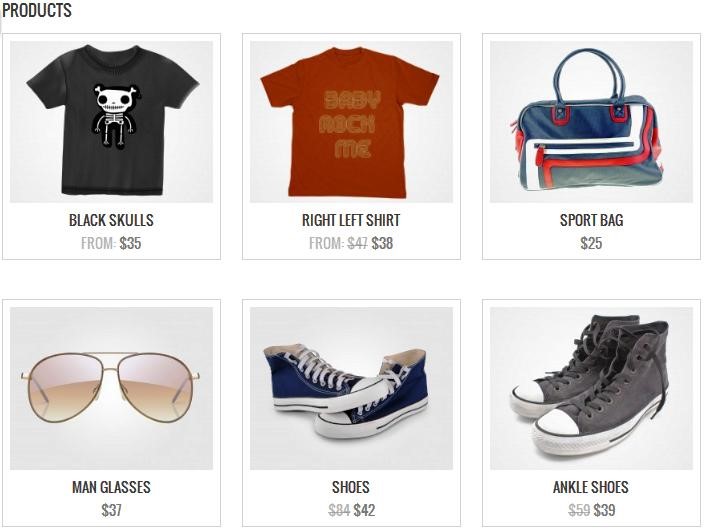 PRODUCTS
BABY
ROCK
ME
BLACK SKULLS
FROM: $35
RIGHT LEFT SHIRT
FROM: $47 $38
SPORT BAG
$25
MAN GLASSES
$37
SHOES
$84 $42
ANKLE SHOES
$59 $39